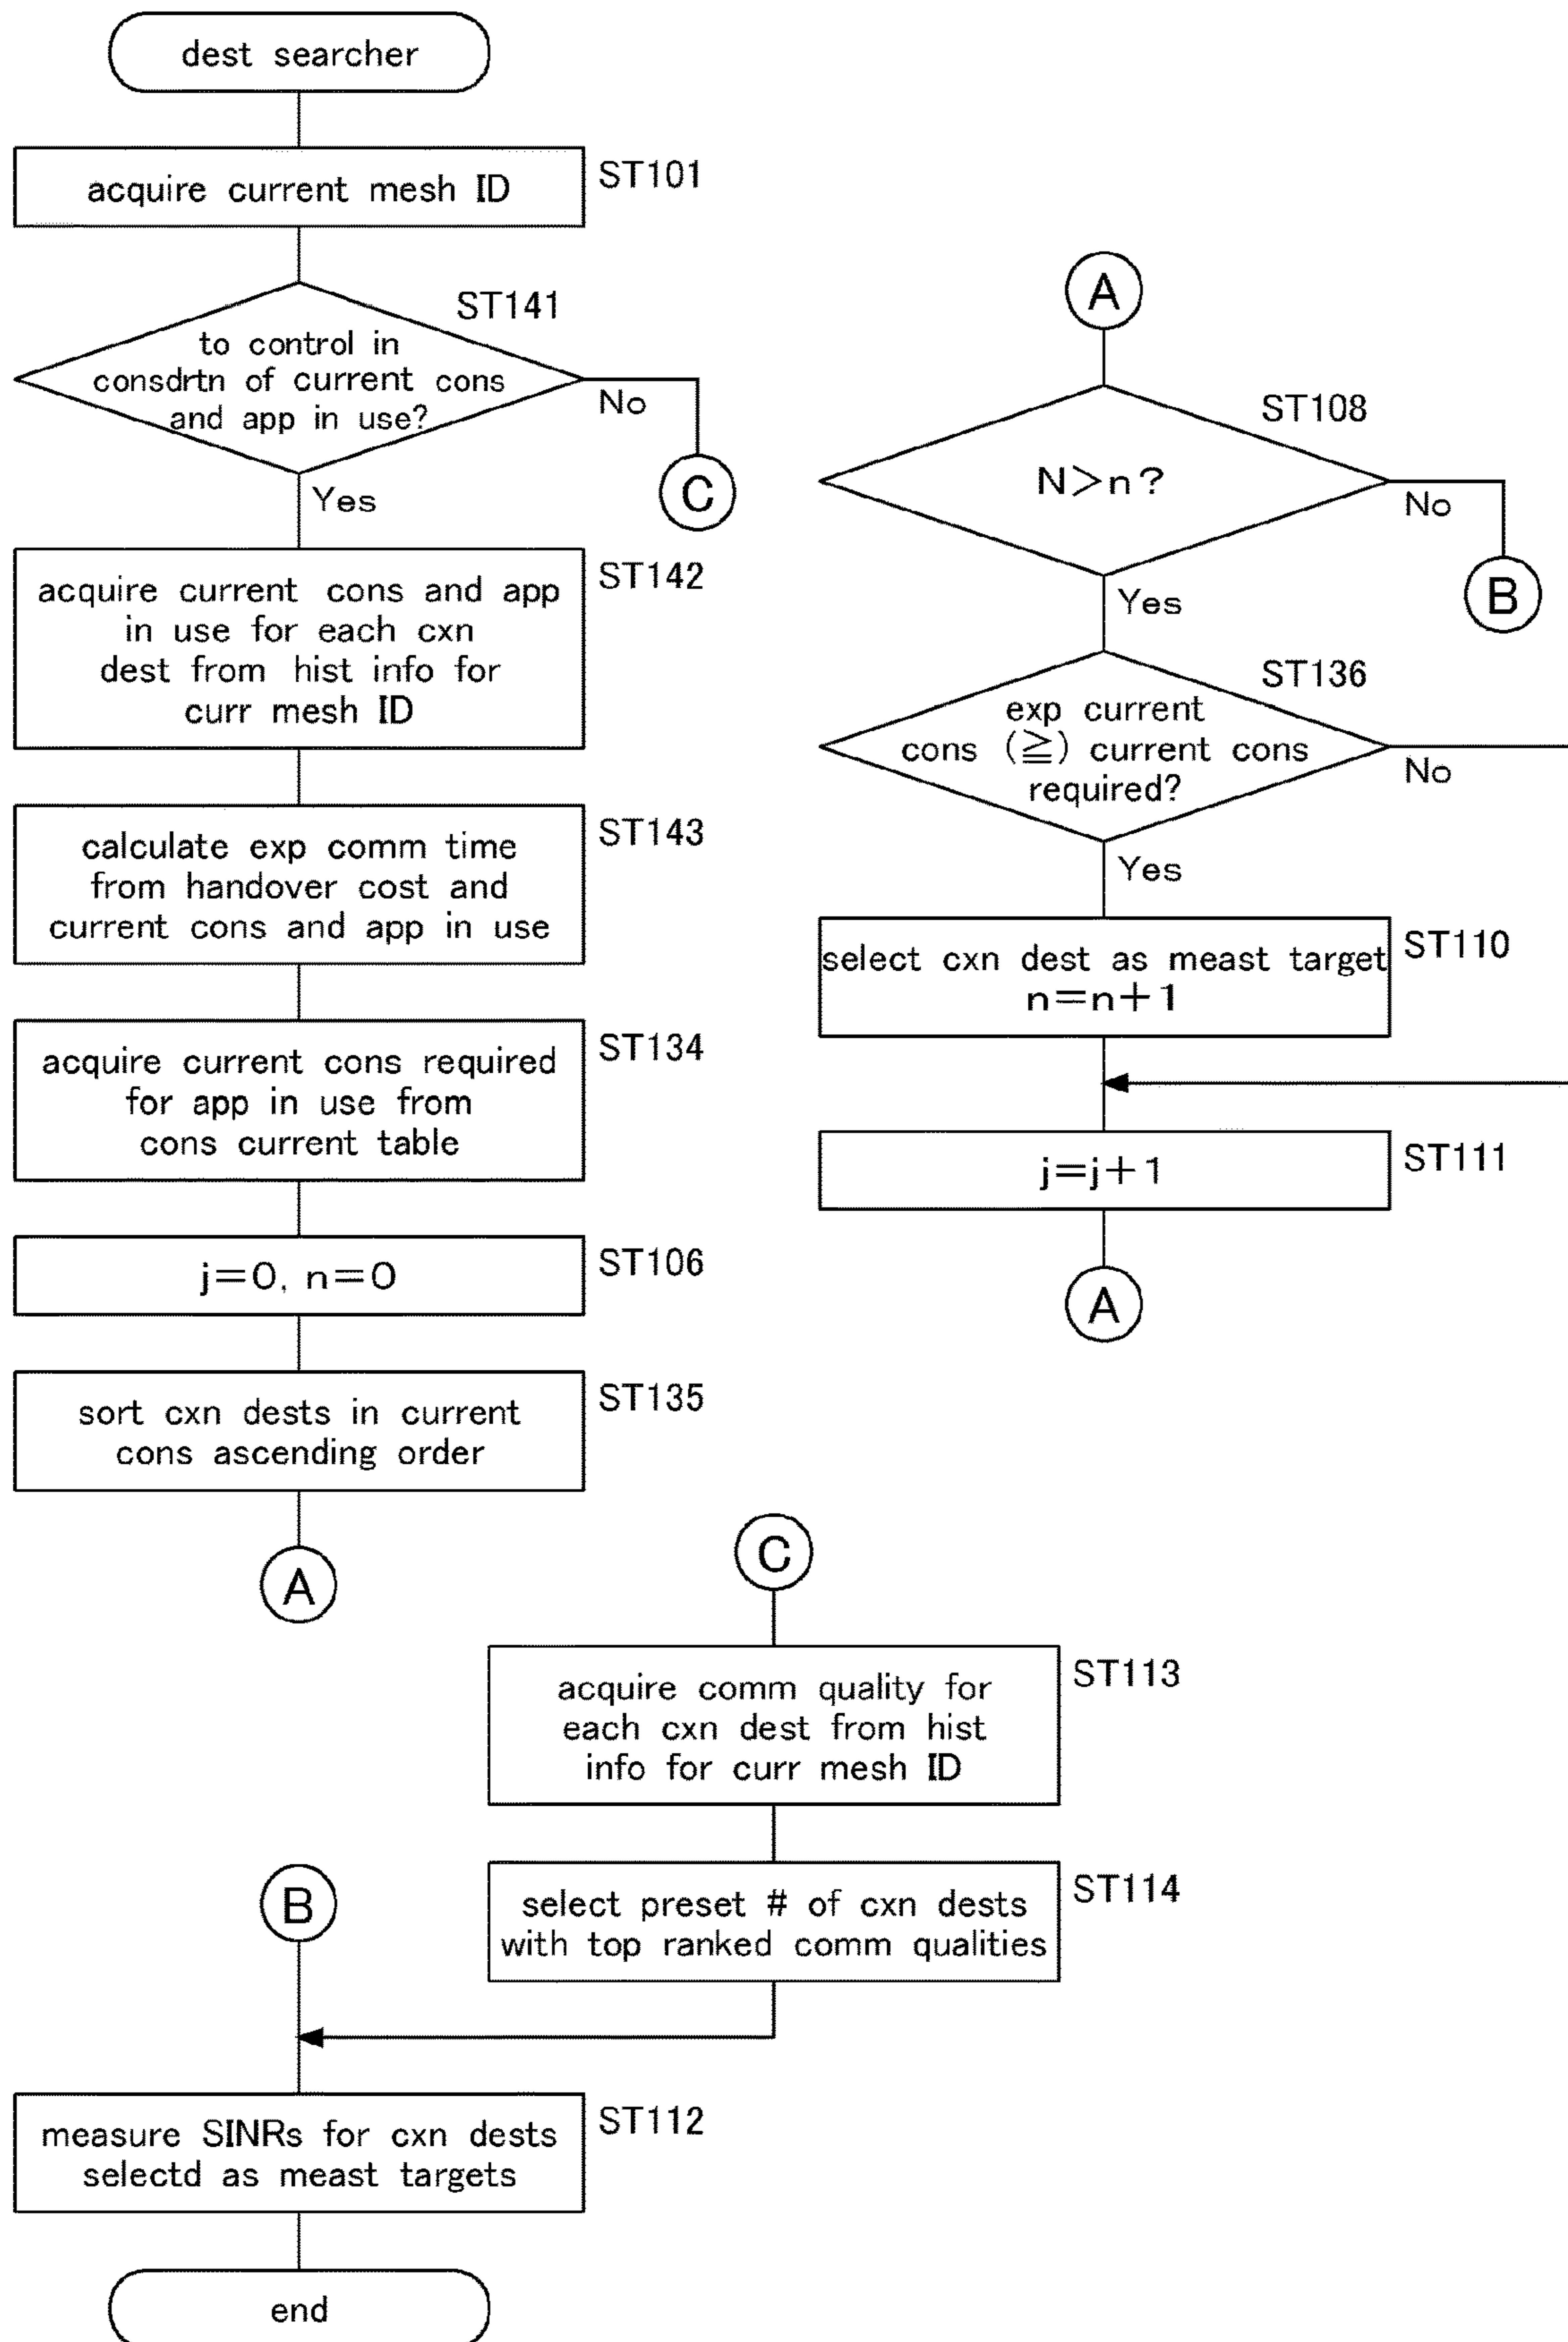 dest searcher
acquire current mesh ID
ST101
ST141
to control in
consdrtn of current cons
and app in use?
No
C
Yes
acquire current cons and app
in use for each cxn
dest from hist info for
curr mesh ID
ST142
calculate exp comm time
from handover cost and
current cons and app in use
ST143
acquire current cons required
for app in use from
cons current table
ST134
j=0, n=0
ST106
sort cxn dests in current
cons ascending order
ST135
A
A
ST108
N>n?
No
B
Yes
ST136
exp current
cons (≧) current cons
required?
No
Yes
select cxn dest as meast target
n=n+1
ST110
j=j+1
ST111
A
C
acquire comm quality for
each cxn dest from hist
info for curr mesh ID
ST113
select preset # of cxn dests
with top ranked comm qualities
ST114
B
measure SINRs for cxn dests
selectd as meast targets
ST112
end